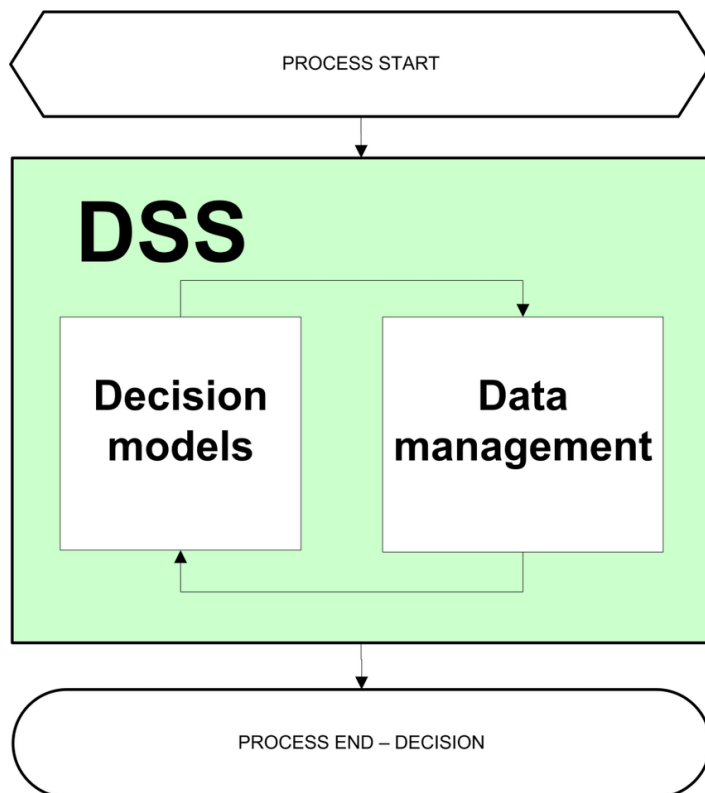 PROCESS START
DSS
Decision
models
Data
management
PROCESS END – DECISION